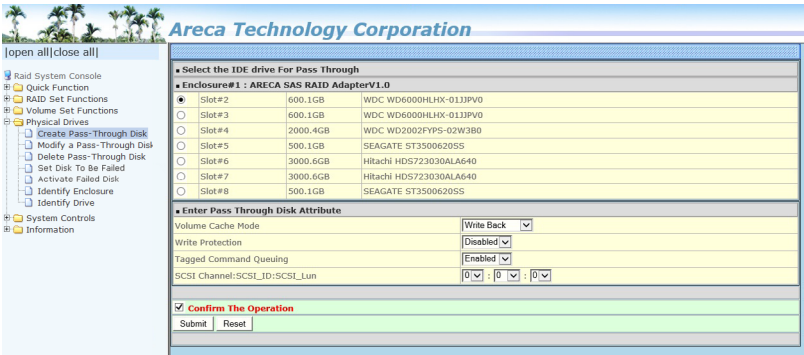 Areca Technology Corporation
|open all|close all|
Raid System Console
Quick Function
RAID Set Functions
Volume Set Functions
Physical Drives
Create Pass-Through Disk
Modify a Pass-Through Disk
Delete Pass-Through Disk
Set Disk To Be Failed
Activate Failed Disk
Identify Enclosure
Identify Drive
System Controls
Information
Select the IDE drive For Pass Through
Enclosure#1 : ARECA SAS RAID AdapterV1.0
Slot#2 600.1GB WDC WD6000HLHX-01JJPV0
Slot#3 600.1GB WDC WD6000HLHX-01JJPV0
Slot#4 2000.4GB WDC WD2002FYPS-02W3B0
Slot#5 500.1GB SEAGATE ST3500620SS
Slot#6 3000.6GB Hitachi HDS723030ALA640
Slot#7 3000.6GB Hitachi HDS723030ALA640
Slot#8 500.1GB SEAGATE ST3500620SS
Enter Pass Through Disk Attribute
Volume Cache Mode Write Back
Write Protection Disabled
Tagged Command Queuing Enabled
SCSI Channel:SCSI_ID:SCSI_Lun 0 : 0 : 0
Confirm The Operation
Submit Reset